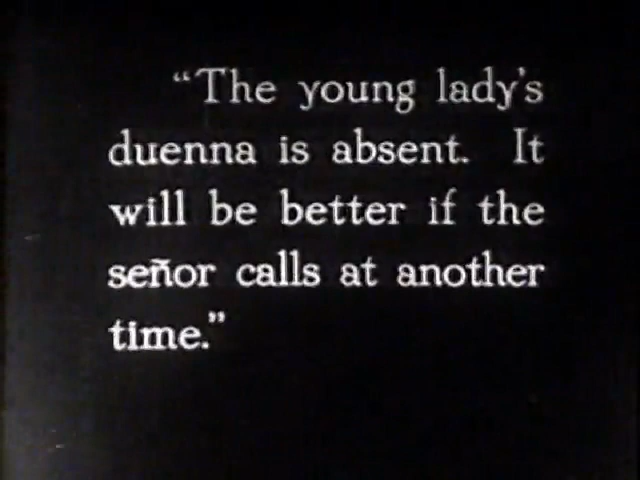 “The young lady's
duenna is absent. It
will be better if the
señor calls at another
time.”